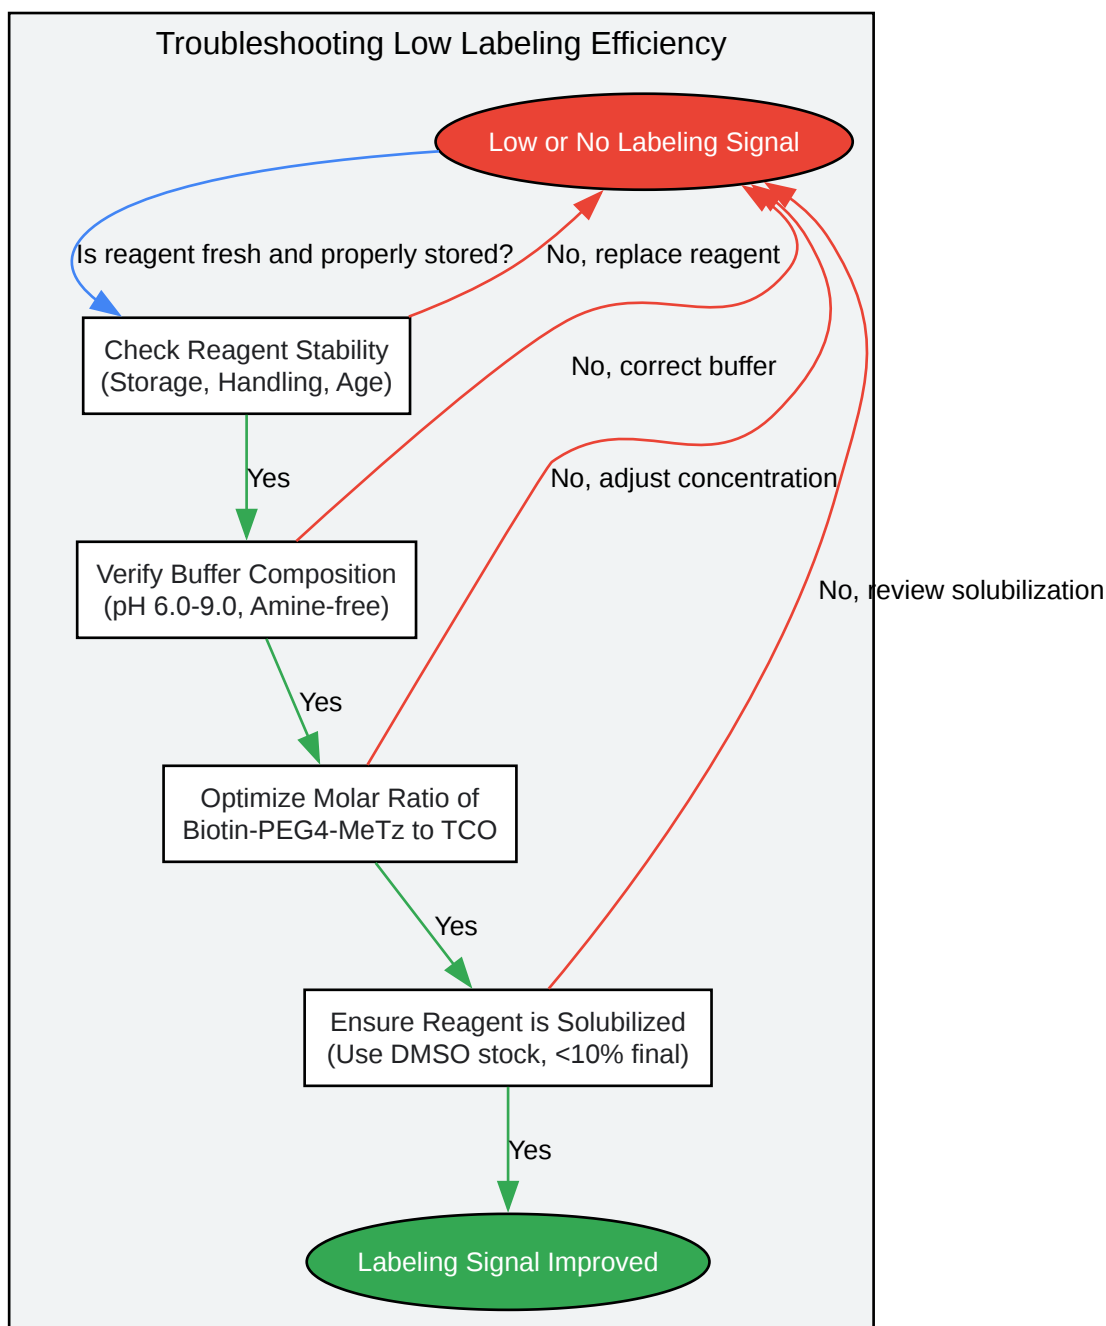 Troubleshooting Low Labeling Efficiency
Low or No Labeling Signal
Is reagent fresh and properly stored?
No, replace reagent
Check Reagent Stability
(Storage, Handling, Age)
No, correct buffer
Yes
No, adjust concentration
Verify Buffer Composition
(pH 6.0-9.0, Amine-free)
No, review solubilization
Yes
Optimize Molar Ratio of
Biotin-PEG4-MeTz to TCO
Yes
Ensure Reagent is Solubilized
(Use DMSO stock, <10% final)
Yes
Labeling Signal Improved